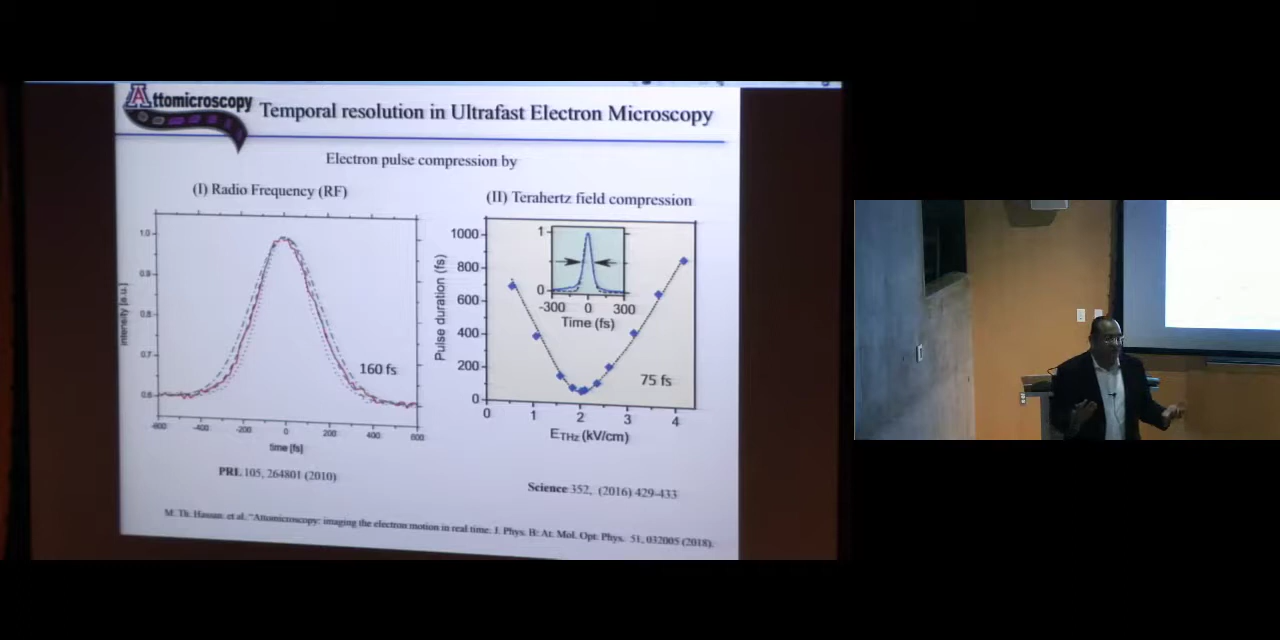 Attomicroscopy
Temporal resolution in Ultrafast Electron Microscopy
Electron pulse compression by
(I) Radio Frequency (RF)
1.0
0.9
0.8
0.7
0.6
intensity [a.u.]
160 fs
-600 -400 -200 0 200 400 600
time [fs]
PRL 105, 264801 (2010)
(II) Terahertz field compression
1000
800
600
400
200
0
Pulse duration (fs)
1
0
-300 0 300
Time (fs)
75 fs
0 1 2 3 4
ETHz (kV/cm)
Science 352, (2016) 429-433
M. Th. Hassan. et al. "Attomicroscopy: imaging the electron motion in real time: J. Phys. B: At. Mol. Opt. Phys. 51, 032005 (2018).